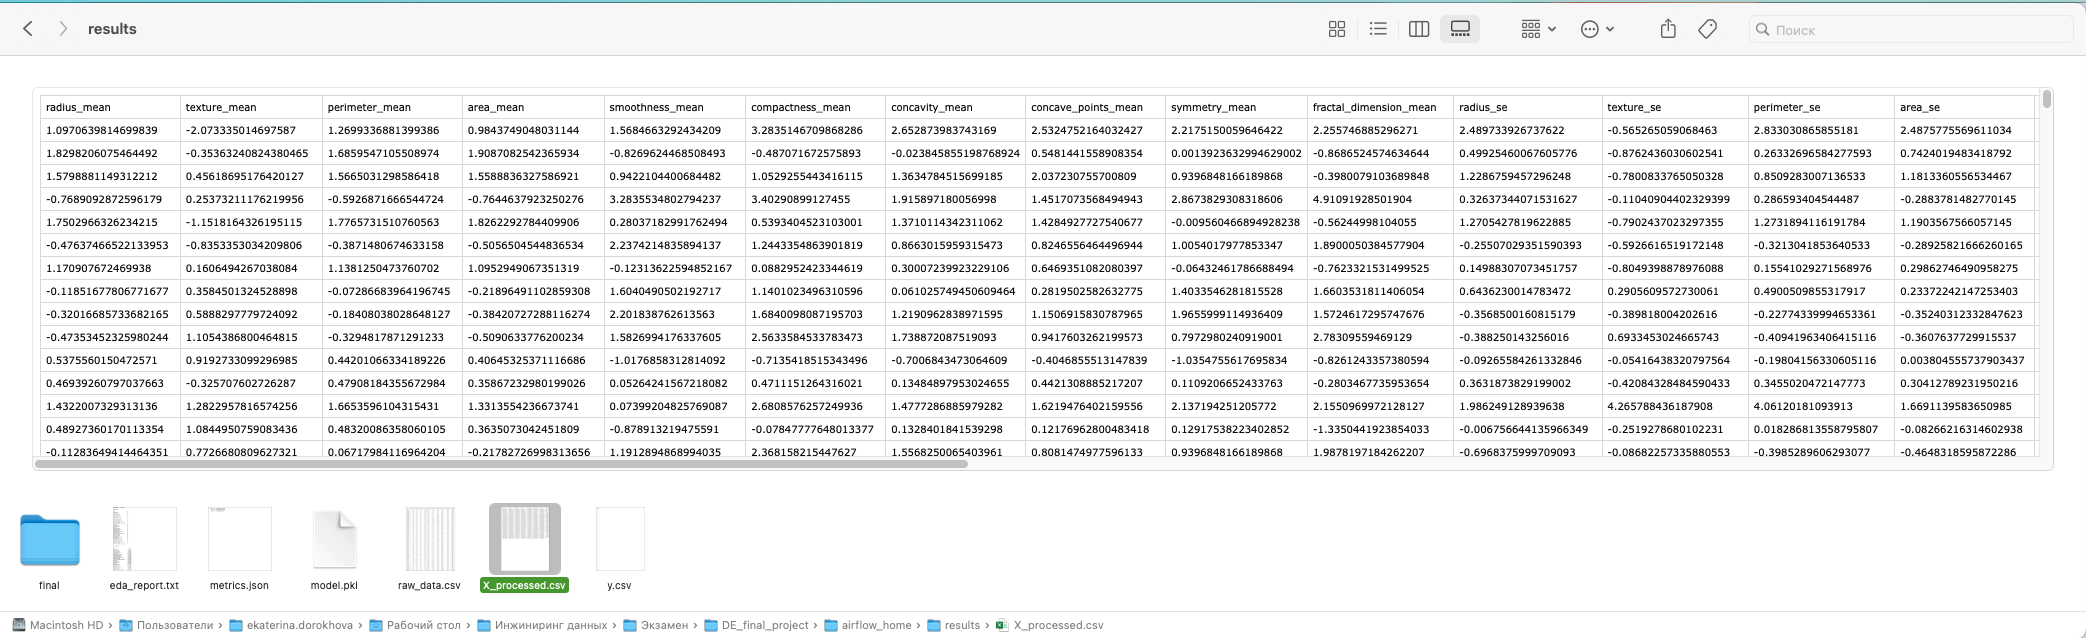 results
Поиск
radius_mean texture_mean perimeter_mean area_mean smoothness_mean compactness_mean concavity_mean concave_points_mean symmetry_mean fractal_dimension_mean radius_se texture_se perimeter_se area_se
1.0970639814699839 -2.073335014697587 1.2699336881399386 0.9843749048031144 1.5684663292434209 3.2835146709868286 2.652873983743169 2.5324752164032427 2.2175150059646422 2.255746885296271 2.489733926737622 -0.565265059068463 2.833030865855181 2.4875775569611034
1.8298206075464492 -0.35363240824380465 1.6859547105508974 1.9087082542365934 -0.8269624468508493 -0.487071672575893 -0.023845855198768924 0.5481441558908354 0.0013923632994629002 -0.8686524574634644 0.49925460067605776 -0.8762436030602541 0.26332696584277593 0.7424019483418792
1.5798881149312212 0.45618695176420127 1.5665031298586418 1.5588836327586921 0.9422104400684482 1.0529255443416115 1.3634784515699185 2.037230755700809 0.9396848166189868 -0.3980079103689848 1.2286759457296248 -0.7800833765050328 0.8509283007136533 1.1813360556534467
-0.7689092872596179 0.25373211176219956 -0.5926871666544724 -0.7644637923250276 3.2835534802794237 3.40290899127455 1.915897180056998 1.4517073568494943 2.8673829308318606 4.91091928501904 0.32637344071531627 -0.11040904402329399 0.286593404544487 -0.2883781482770145
1.7502966326234215 -1.1518164326195115 1.7765731510760563 1.8262292784409906 0.28037182991762494 0.5393404523103001 1.3710114342311062 1.4284927727540677 -0.009560466894928238 -0.56244998104055 1.2705427819622885 -0.7902437023297355 1.2731894116191784 1.1903567566057145
-0.47637466522133953 -0.8353353034209806 -0.3871480674633158 -0.5056504544836534 2.2374214835894137 1.2443354863901819 0.8663015959315473 0.8246556464496944 1.0054017977853347 1.8900050384577904 -0.25507029351590393 -0.5926616519172148 -0.3213041853640533 -0.28925821666260165
1.170907672469938 0.1606494267038084 1.1381250473760702 1.0952949067351319 -0.12313622594852167 0.0882952423344619 0.30007239923229106 0.6469351082080397 -0.06432461786688494 -0.7623321531499525 0.14988307073451757 -0.8049398878976088 0.15541029271568976 0.29862746490958275
-0.11851677806771677 0.3584501324528898 -0.07286683964196745 -0.21896491102859308 1.6040490502192717 1.1401023496310596 0.061025749450609464 0.2819502582632775 1.4033546281815528 1.6603531811406054 0.6436230014783472 0.2905609572730061 0.4900509855317917 0.23372242147253403
-0.32016685733682165 0.5888297779724092 -0.18408038028648127 -0.38420727288116274 2.201838762613563 1.6840098087195703 1.2190962838971595 1.1506915830787965 1.9655999114936409 1.5724617295747676 -0.3568500160815179 -0.389818004202616 -0.22774339994653361 -0.35240312332847623
-0.47353452325980244 1.1054386800464815 -0.3294817871291233 -0.5090633776200234 1.5826994176337605 2.5633584533783473 1.738872087519093 0.9417603262199573 0.7972980240919001 2.78309559469129 -0.388250143256016 0.6933453024665743 -0.40941963406415116 -0.3607637729915537
0.5375560150472571 0.9192733099296985 0.44201066334189226 0.40645325371116686 -1.0176858312814092 -0.7135418515343496 -0.7006843473064609 -0.4046855513147839 -1.0354755617695834 -0.8261243357380594 -0.09265584261332846 -0.05416438320797564 -0.19804156330605116 0.003804555737903437
0.46939260797037663 -0.325707602726287 0.47908184355672984 0.35867232980199026 0.05264241567218082 0.4711151264316021 0.13484897953024655 0.4421308885217207 0.1109206652433763 -0.2803467735953654 0.3631873829199002 -0.42084328484590433 0.3455020472147773 0.30412789231950216
1.4322007329313136 1.2822957816574256 1.6653596104315431 1.3313554236673741 0.07399204825769087 2.6808576257249936 1.4777286885979282 1.6219476402159556 2.137194251205772 2.1550969972128127 1.986249128939638 4.265788436187908 4.06120181093913 1.6691139583650985
0.48927360170113354 1.0844950759083436 0.48320086358060105 0.3635073042451809 -0.878913219475591 -0.07847777648013377 0.1328401841539298 0.12176962800483418 0.12917538223402852 -1.3350441923854033 -0.006756644135966349 -0.2519278680102231 0.018286813558795807 -0.08266216314602938
-0.11283649414464351 0.7726680809627321 0.06717984116964204 -0.21782726998313656 1.1912894868994035 2.368158215447627 1.5568250065403961 0.8081474977596133 0.9396848166189868 1.9878197184262207 -0.6968375999709093 -0.08682257335880553 -0.3985289606293077 -0.4648318595872286
final eda_report.txt metrics.json model.pkl raw_data.csv X_processed.csv y.csv
Macintosh HD › Пользователи › ekaterina.dorokhova › Рабочий стол › Инжиниринг данных › Экзамен › DE_final_project › airflow_home › results › X_processed.csv